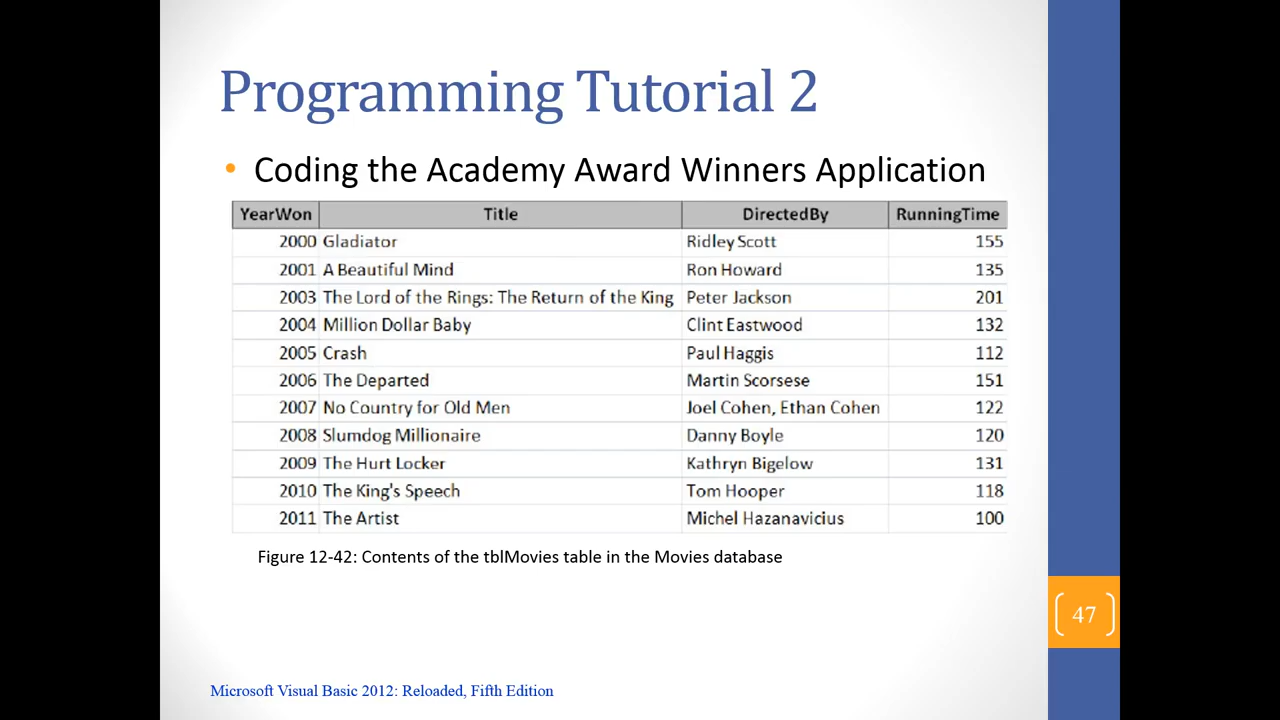 Programming Tutorial 2
• Coding the Academy Award Winners Application
YearWon Title DirectedBy RunningTime
2000 Gladiator Ridley Scott 155
2001 A Beautiful Mind Ron Howard 135
2003 The Lord of the Rings: The Return of the King Peter Jackson 201
2004 Million Dollar Baby Clint Eastwood 132
2005 Crash Paul Haggis 112
2006 The Departed Martin Scorsese 151
2007 No Country for Old Men Joel Cohen, Ethan Cohen 122
2008 Slumdog Millionaire Danny Boyle 120
2009 The Hurt Locker Kathryn Bigelow 131
2010 The King's Speech Tom Hooper 118
2011 The Artist Michel Hazanavicius 100
Figure 12-42: Contents of the tblMovies table in the Movies database
47
Microsoft Visual Basic 2012: Reloaded, Fifth Edition